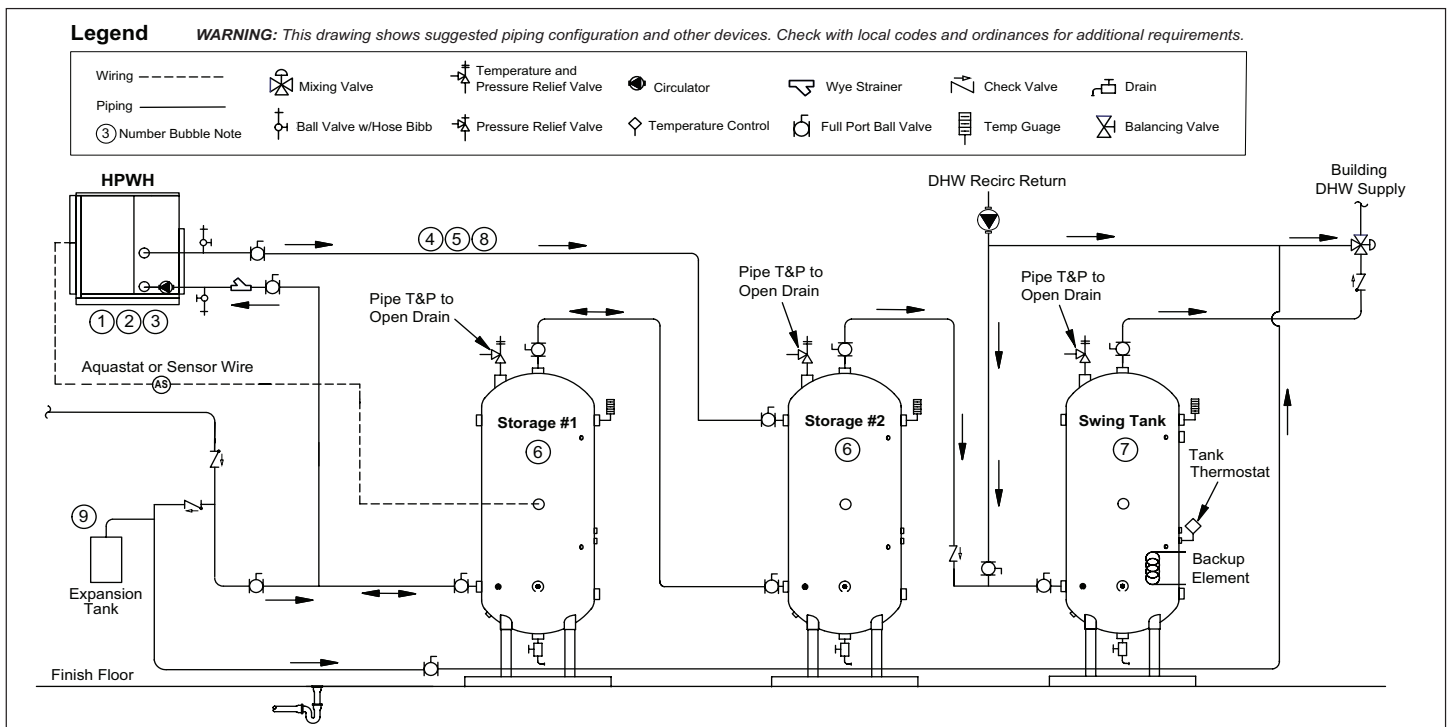 Legend
WARNING: This drawing shows suggested piping configuration and other devices. Check with local codes and ordinances for additional requirements.
Wiring
Piping
3 Number Bubble Note
Mixing Valve
Ball Valve w/Hose Bibb
Temperature and
Pressure Relief Valve
Pressure Relief Valve
Circulator
Temperature Control
Wye Strainer
Full Port Ball Valve
Check Valve
Temp Guage
Drain
Balancing Valve
HPWH
DHW Recirc Return
Building
DHW Supply
4 5 8
1 2 3
Pipe T&P to
Open Drain
Pipe T&P to
Open Drain
Pipe T&P to
Open Drain
Aquastat or Sensor Wire
AS
Storage #1
6
Storage #2
6
Swing Tank
7
Tank
Thermostat
9
Expansion
Tank
Backup
Element
Finish Floor